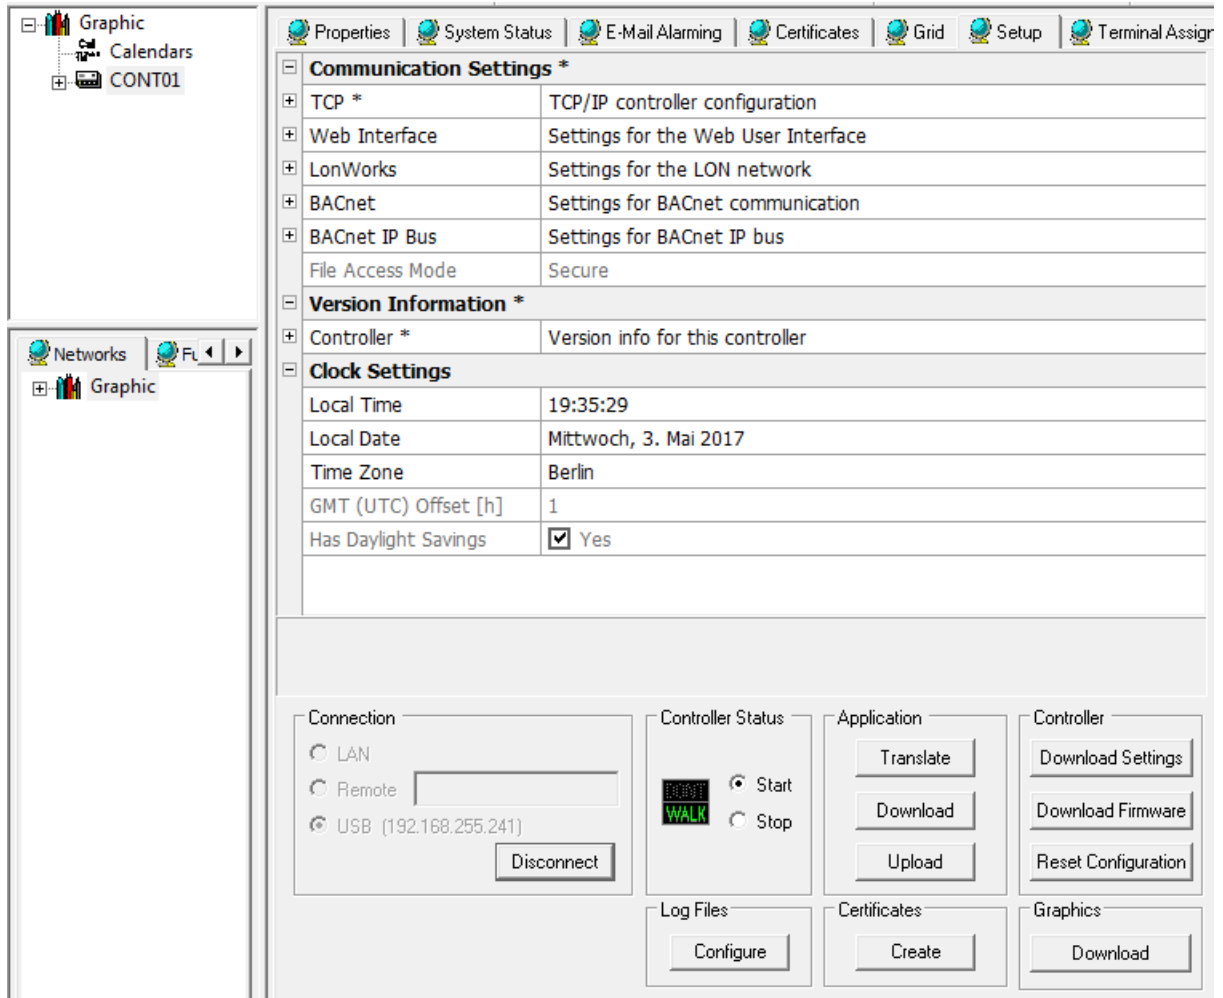 Graphic
Calendars
CONT01
Networks
Graphic
Properties System Status E-Mail Alarming Certificates Grid Setup Terminal Assigr
Communication Settings *
TCP * TCP/IP controller configuration
Web Interface Settings for the Web User Interface
LonWorks Settings for the LON network
BACnet Settings for BACnet communication
BACnet IP Bus Settings for BACnet IP bus
File Access Mode Secure
Version Information *
Controller * Version info for this controller
Clock Settings
Local Time 19:35:29
Local Date Mittwoch, 3. Mai 2017
Time Zone Berlin
GMT (UTC) Offset [h] 1
Has Daylight Savings Yes
Connection
LAN
Remote
USB (192.168.255.241)
Disconnect
Controller Status
DONT
WALK
Start
Stop
Application
Translate
Download
Upload
Controller
Download Settings
Download Firmware
Reset Configuration
Log Files
Configure
Certificates
Create
Graphics
Download